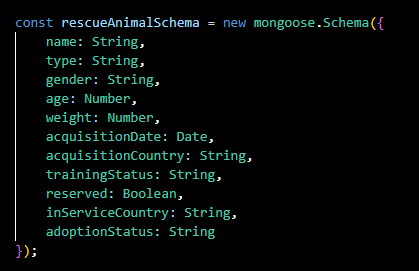 const rescueAnimalSchema = new mongoose.Schema({
    name: String,
    type: String,
    gender: String,
    age: Number,
    weight: Number,
    acquisitionDate: Date,
    acquisitionCountry: String,
    trainingStatus: String,
    reserved: Boolean,
    inServiceCountry: String,
    adoptionStatus: String
});